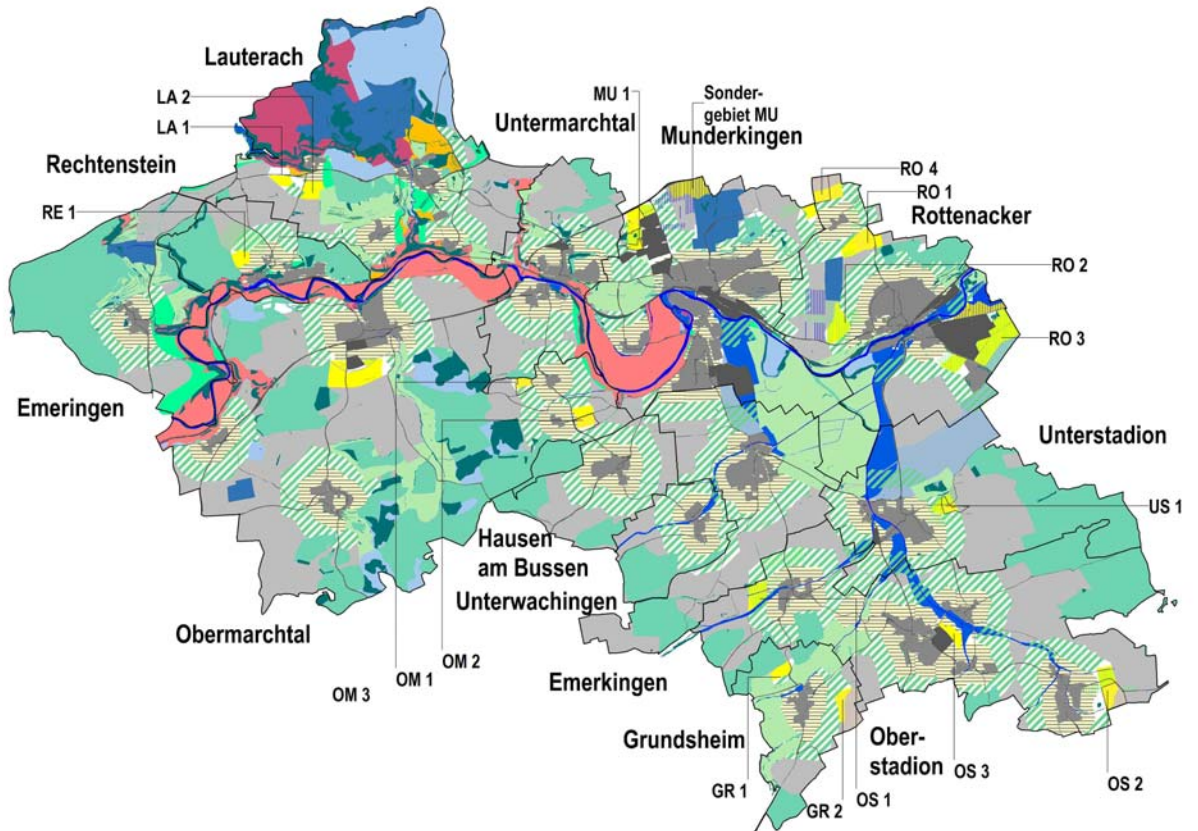 Lauterach
LA 2
LA 1
Rechtenstein
RE 1
MU 1
Untermarchtal
Sonder-
gebiet MU
Munderkingen
RO 4
RO 1
Rottenacker
RO 2
RO 3
Emeringen
Unterstadion
US 1
Hausen
am Bussen
Unterwachingen
Obermarchtal
OM 3
OM 1
OM 2
Emerkingen
Grundsheim
GR 1
GR 2
Ober-
stadion
OS 1
OS 3
OS 2